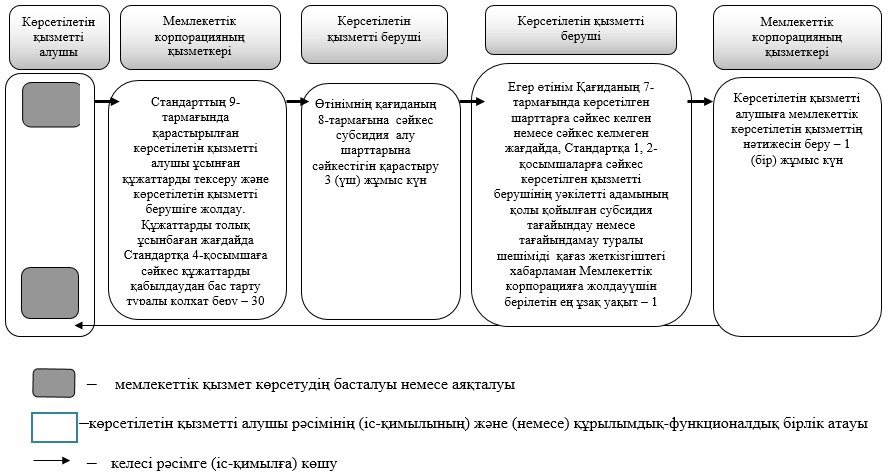 Көрсетілетін
қызметті
алушы
Мемлекеттік
корпорацияның
қызметкері
Көрсетілетін
қызметті беруші
Көрсетілетін қызметті
беруші
Мемлекеттік
корпорацияның
қызметкері
Стандарттың 9-
тармағында
қарастырылған
көрсетілетін қызметті
алушы ұсынған
құжаттарды тексеру және
көрсетілетін қызметті
берушіге жолдау.
Құжаттарды толық
ұсынбаған жағдайда
Стандартқа 4-қосымшаға
сәйкес құжаттарды
қабылдаудан бас тарту
туралы қолхат беру – 30
Өтінімнің қағиданың
8-тармағына сәйкес
субсидия алу
шарттарына
сәйкестігін қарастыру
3 (үш) жұмыс күн
Егер өтінім Қағиданың 7-
тармағында көрсетілген
шарттарға сәйкес келген
немесе сәйкес келмеген
жағдайда, Стандартқа 1, 2-
қосымшаларға сәйкес
көрсетілген қызметті
берушінің уәкілетті адамының
қолы қойылған субсидия
тағайындау немесе
тағайындамау туралы
шешіміді қағаз жеткізгіштегі
хабарламан Мемлекеттік
корпорацияға жолдауүшін
берілетін ең ұзақ уақыт – 1
Көрсетілетін қызметті
алушыға мемлекеттік
көрсетілетін қызметтің
нәтижесін беру – 1
(бір) жұмыс күн
– мемлекеттік қызмет көрсетудің басталуы немесе аяқталуы
–көрсетілетін қызметті алушы рәсімінің (іс-қимылының) және (немесе) құрылымдық-функционалдық бірлік атауы
– келесі рәсімге (іс-қимылға) көшу